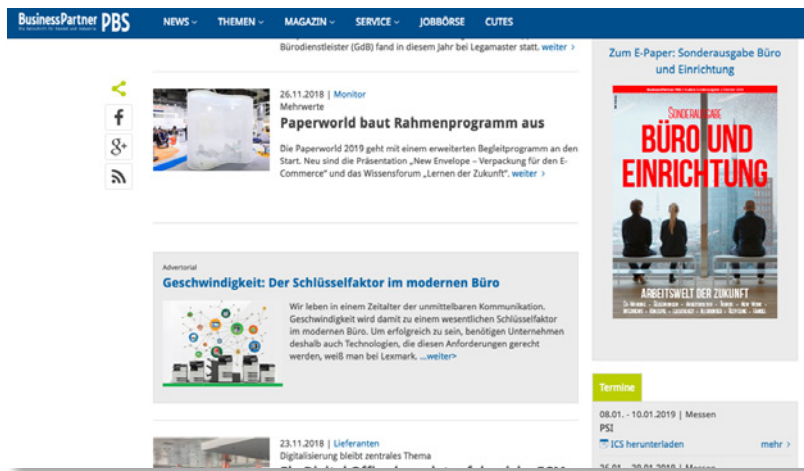 BusinessPartner PBS
NEWS
THEMEN
MAGAZIN
SERVICE
JOBBÖRSE
CUTES
Bürodienstleister (GdB) fand in diesem Jahr bei Legamaster statt. weiter >
26.11.2018 | Monitor
Mehrwerte
Paperworld baut Rahmenprogramm aus
Die Paperworld 2019 geht mit einem erweiterten Begleitprogramm an den
Start. Neu sind die Präsentation „New Envelope – Verpackung für den E-
Commerce“ und das Wissensforum „Lernen der Zukunft“. weiter >
Advertorial
Geschwindigkeit: Der Schlüsselfaktor im modernen Büro
Wir leben in einem Zeitalter der unmittelbaren Kommunikation.
Geschwindigkeit wird damit zu einem wesentlichen Schlüsselfaktor
im modernen Büro. Um erfolgreich zu sein, benötigen Unternehmen
deshalb auch Technologien, die diesen Anforderungen gerecht
werden, weiß man bei Lexmark. ...weiter>
23.11.2018 | Lieferanten
Digitalisierung bleibt zentrales Thema
Zum E-Paper: Sonderausgabe Büro
und Einrichtung
SONDERAUSGABE
BÜRO UND
EINRICHTUNG
ARBEITSWELT DER ZUKUNFT
Termine
08.01. - 10.01.2019 | Messen
PSI
ICS herunterladen
mehr >